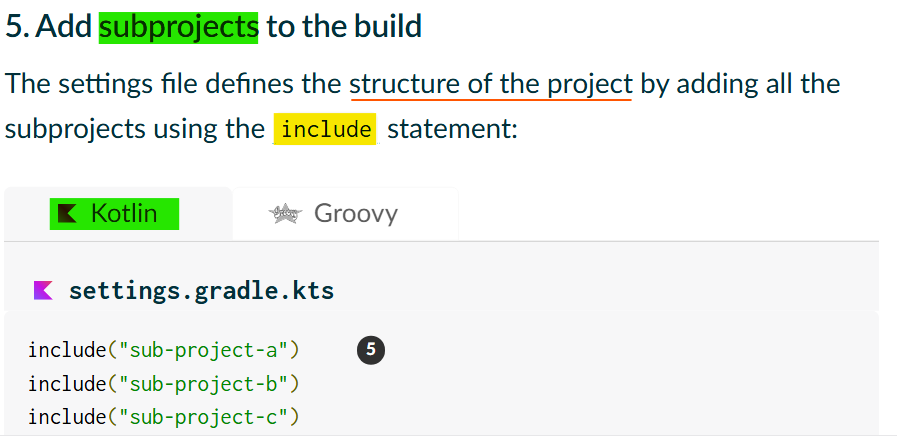 5. Add subprojects to the build
The settings file defines the structure of the project by adding all the
subprojects using the include statement:
Kotlin Groovy
settings.gradle.kts
include("sub-project-a") 5
include("sub-project-b")
include("sub-project-c")